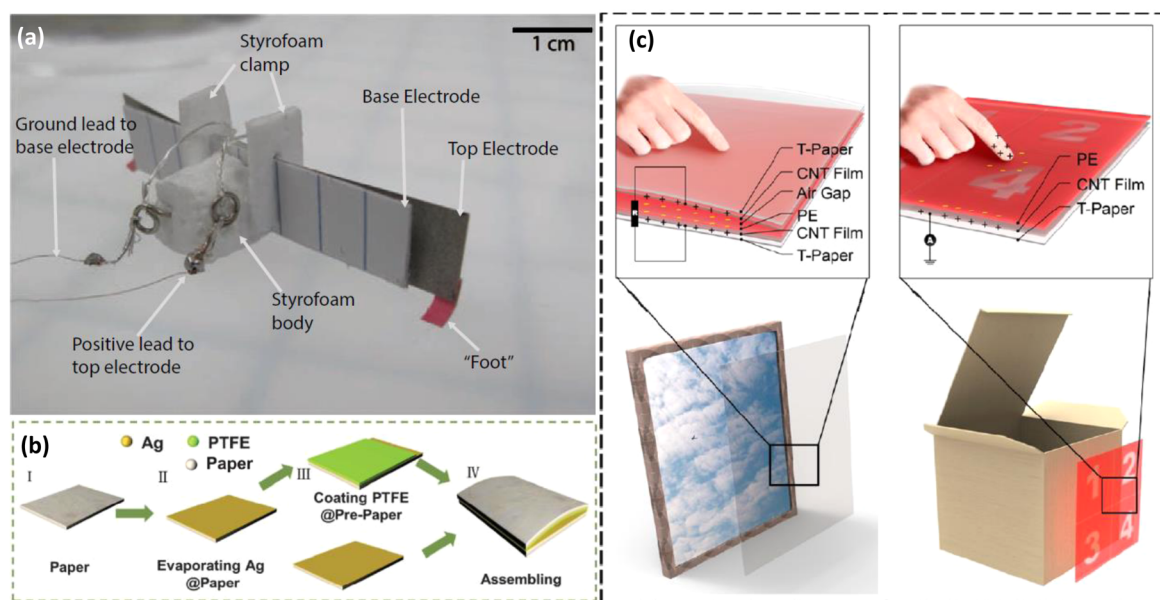 (a)
1 cm
Styrofoam
clamp
Base Electrode
Top Electrode
Ground lead to
base electrode
Styrofoam
body
Positive lead to
top electrode
"Foot"
(b)
Ag
PTFE
Paper
I
II
III
IV
Coating PTFE
@Pre-Paper
Paper
Evaporating Ag
@Paper
Assembling
(c)
T-Paper
CNT Film
Air Gap
PE
CNT Film
T-Paper
2
4
PE
CNT Film
T-Paper
A
1
2
3
4